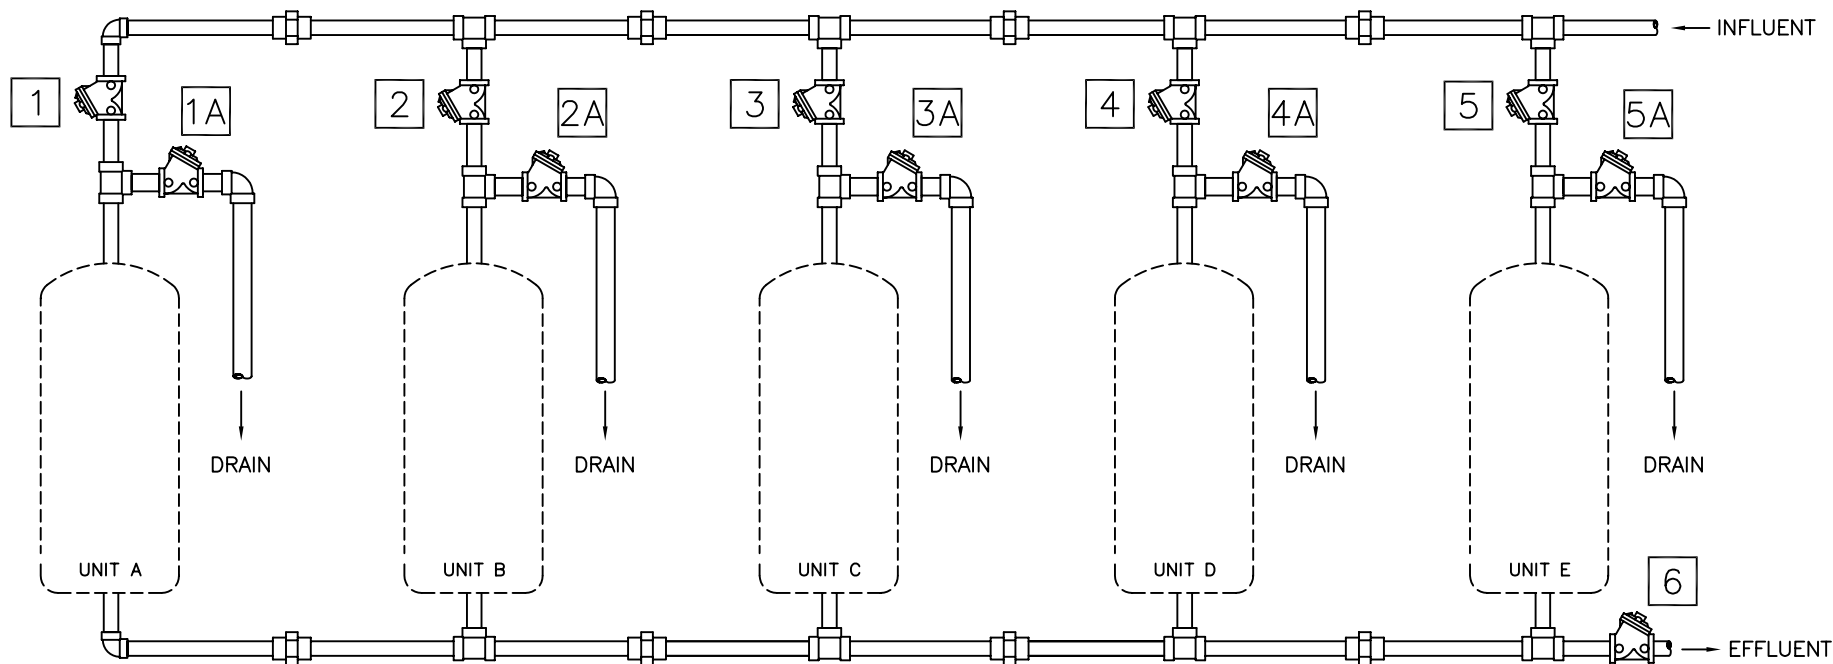 INFLUENT
1
1A
2
2A
3
3A
4
4A
5
5A
DRAIN
DRAIN
DRAIN
DRAIN
DRAIN
UNIT A
UNIT B
UNIT C
UNIT D
UNIT E
6
EFFLUENT